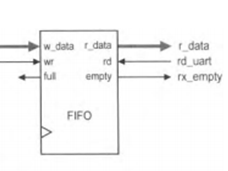 w_data r_data r_data
wr rd rd_uart
full empty rx_empty
FIFO